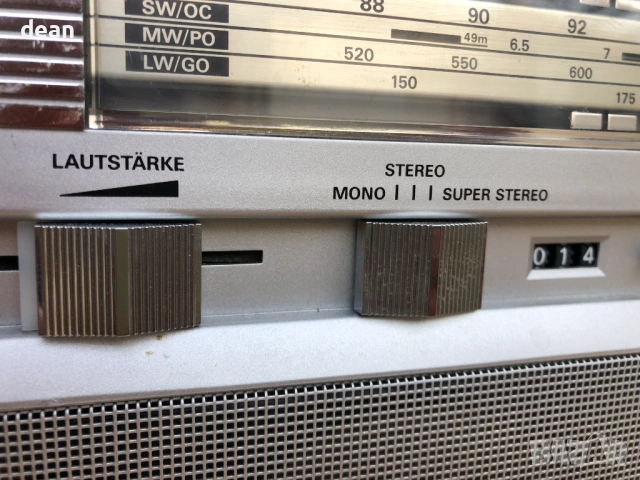 dean
SW/OC 88 90 92
MW/PO 49m 6.5 7
LW/GO 520 550 600
150 175
LAUTSTÄRKE
STEREO
MONO SUPER STEREO
014
BAZAR